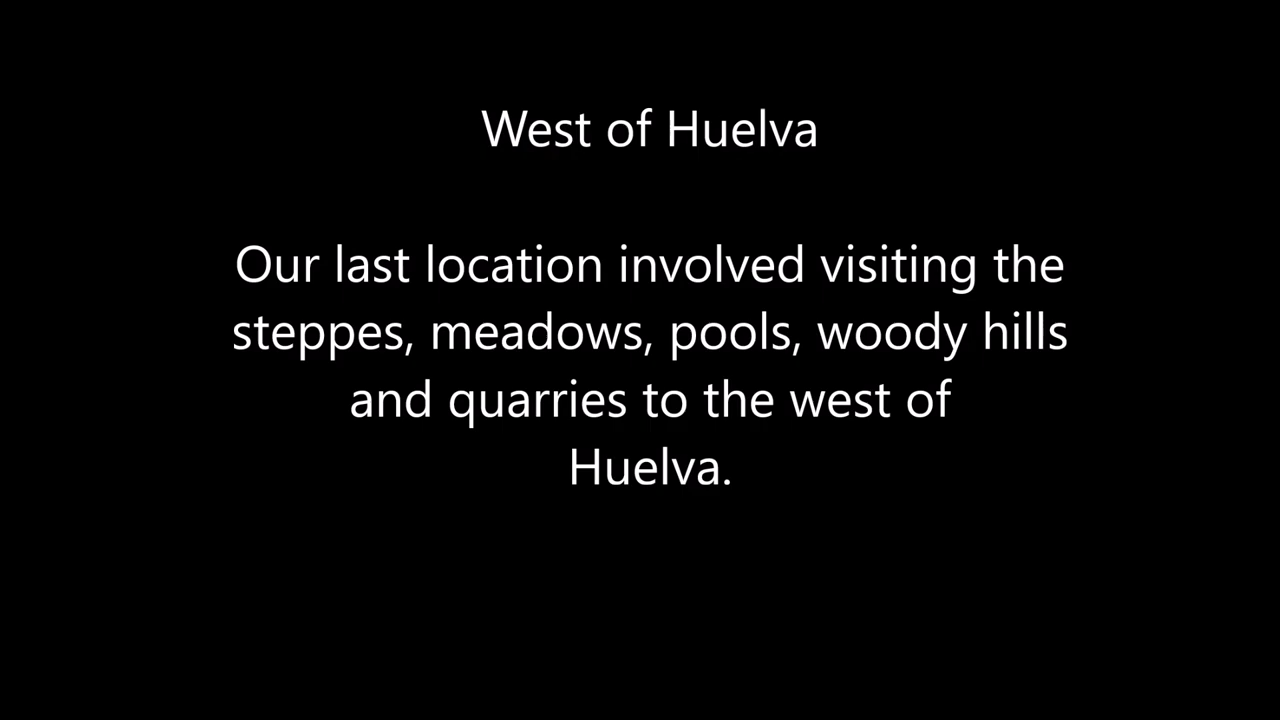 West of Huelva
Our last location involved visiting the
steppes, meadows, pools, woody hills
and quarries to the west of
Huelva.